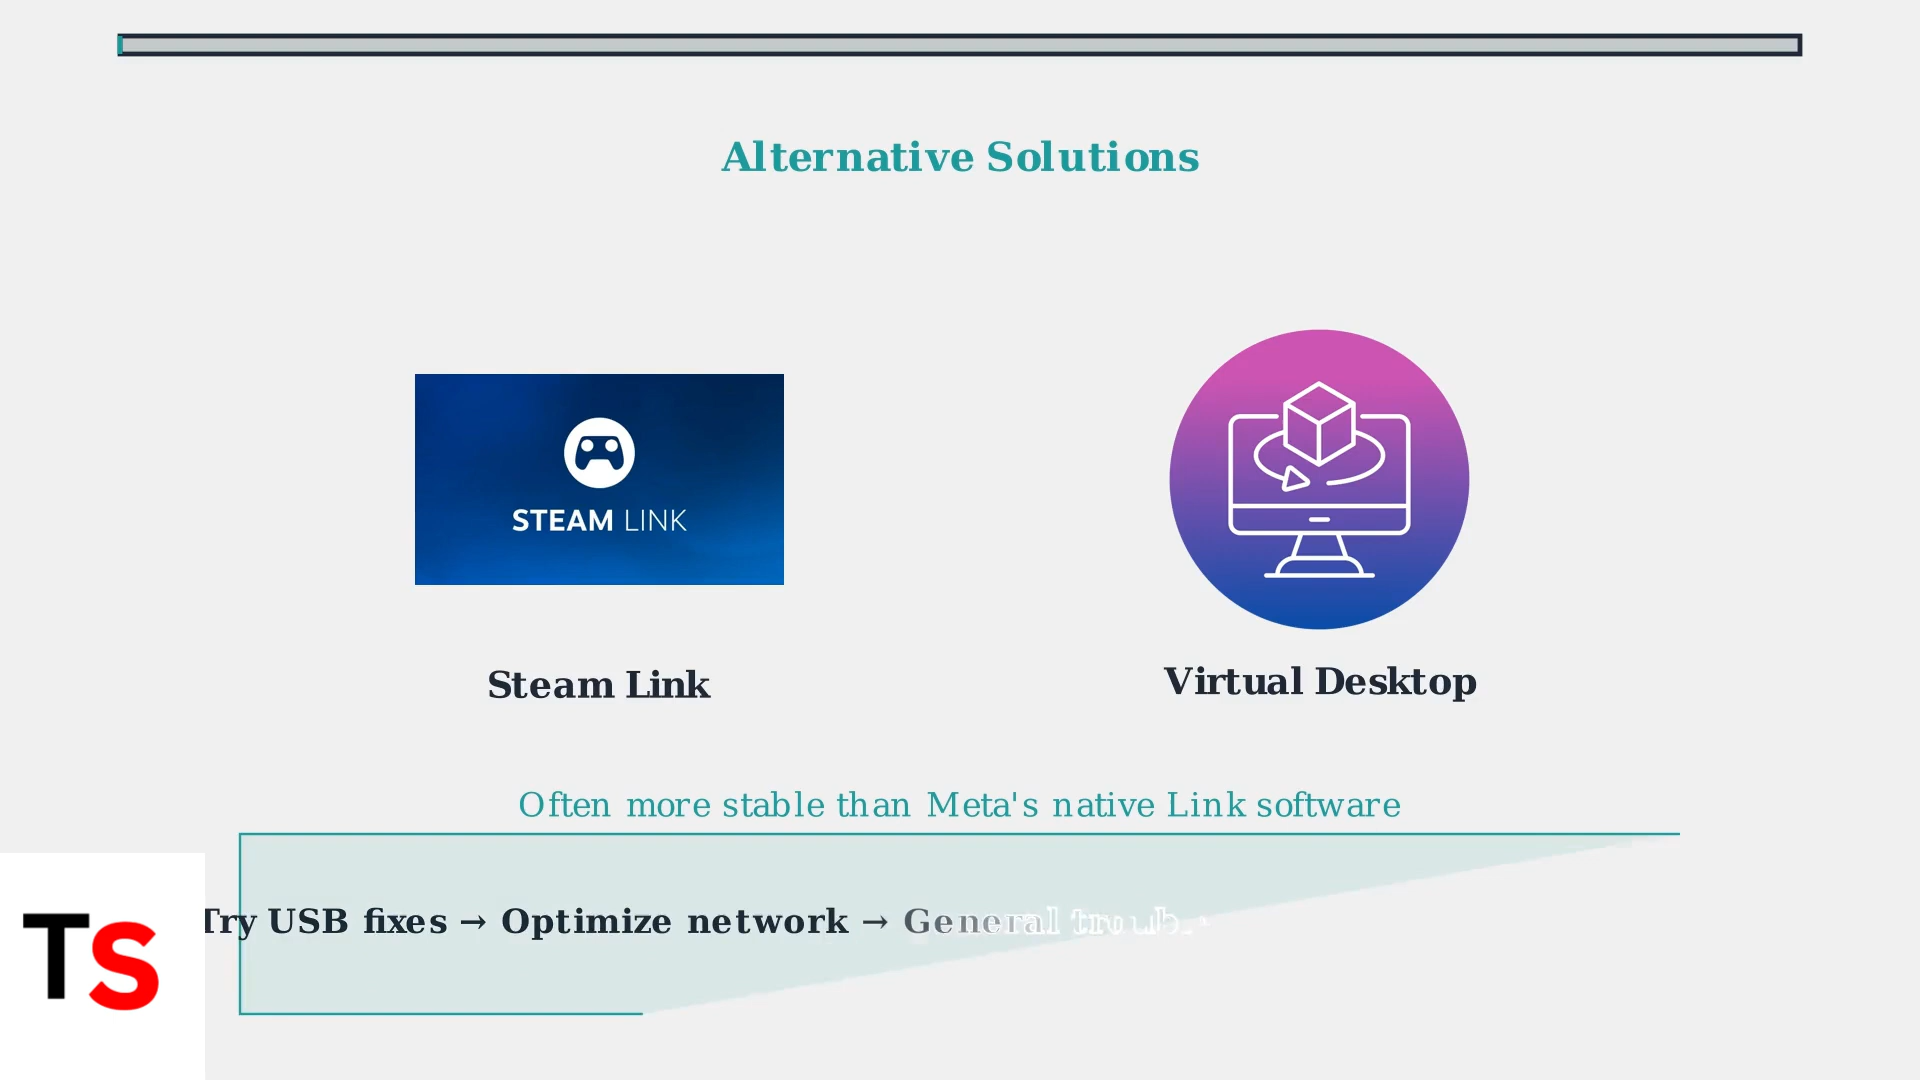 Alternative Solutions
STEAM LINK
Steam Link
Virtual Desktop
Often more stable than Meta's native Link software
Try USB fixes → Optimize network → General
TS